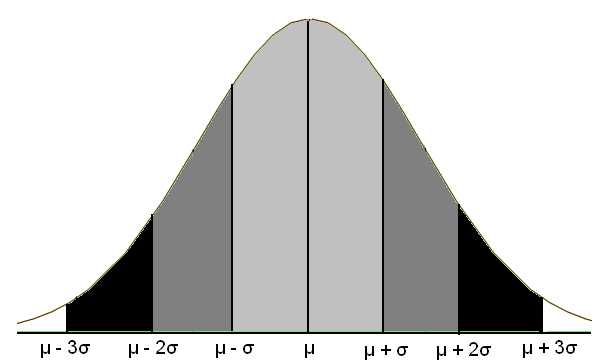 μ - 3σ μ - 2σ μ - σ μ μ + σ μ + 2σ μ + 3σ